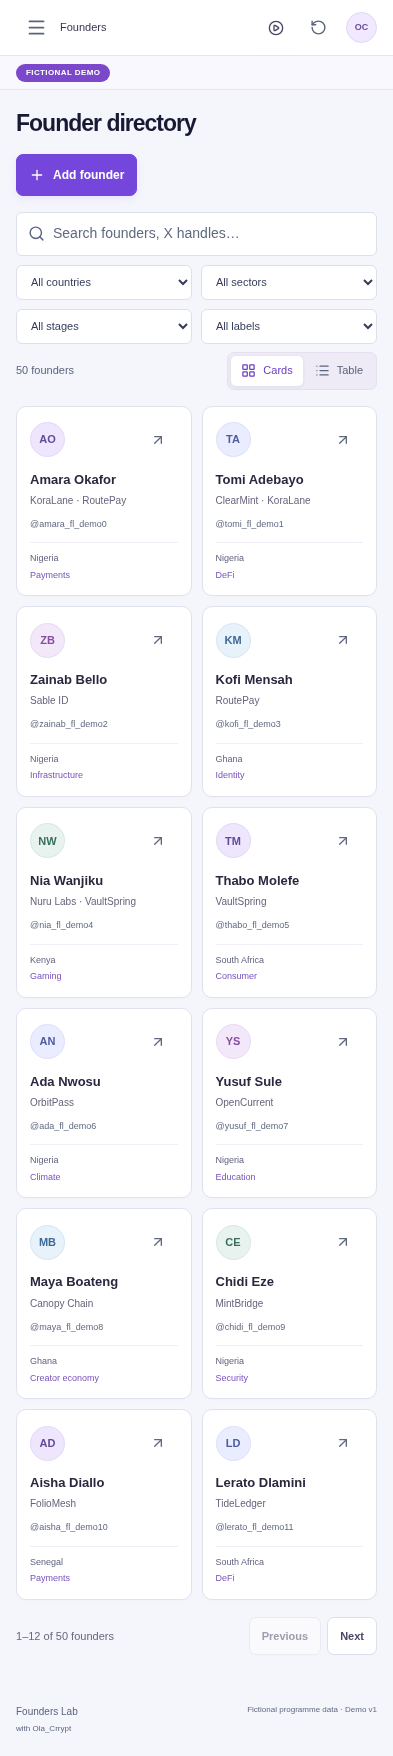 Founders
OC
FICTIONAL DEMO
Founder directory
Add founder
Search founders, X handles…
All countries
All sectors
All stages
All labels
50 founders
Cards
Table
AO
Amara Okafor
KoraLane · RoutePay
@amara_fl_demo0
Nigeria
Payments
TA
Tomi Adebayo
ClearMint · KoraLane
@tomi_fl_demo1
Nigeria
DeFi
ZB
Zainab Bello
Sable ID
@zainab_fl_demo2
Nigeria
Infrastructure
KM
Kofi Mensah
RoutePay
@kofi_fl_demo3
Ghana
Identity
NW
Nia Wanjiku
Nuru Labs · VaultSpring
@nia_fl_demo4
Kenya
Gaming
TM
Thabo Molefe
VaultSpring
@thabo_fl_demo5
South Africa
Consumer
AN
Ada Nwosu
OrbitPass
@ada_fl_demo6
Nigeria
Climate
YS
Yusuf Sule
OpenCurrent
@yusuf_fl_demo7
Nigeria
Education
MB
Maya Boateng
Canopy Chain
@maya_fl_demo8
Ghana
Creator economy
CE
Chidi Eze
MintBridge
@chidi_fl_demo9
Nigeria
Security
AD
Aisha Diallo
FolioMesh
@aisha_fl_demo10
Senegal
Payments
LD
Lerato Dlamini
TideLedger
@lerato_fl_demo11
South Africa
DeFi
1–12 of 50 founders
Previous
Next
Founders Lab
with Ola_Crrypt
Fictional programme data · Demo v1